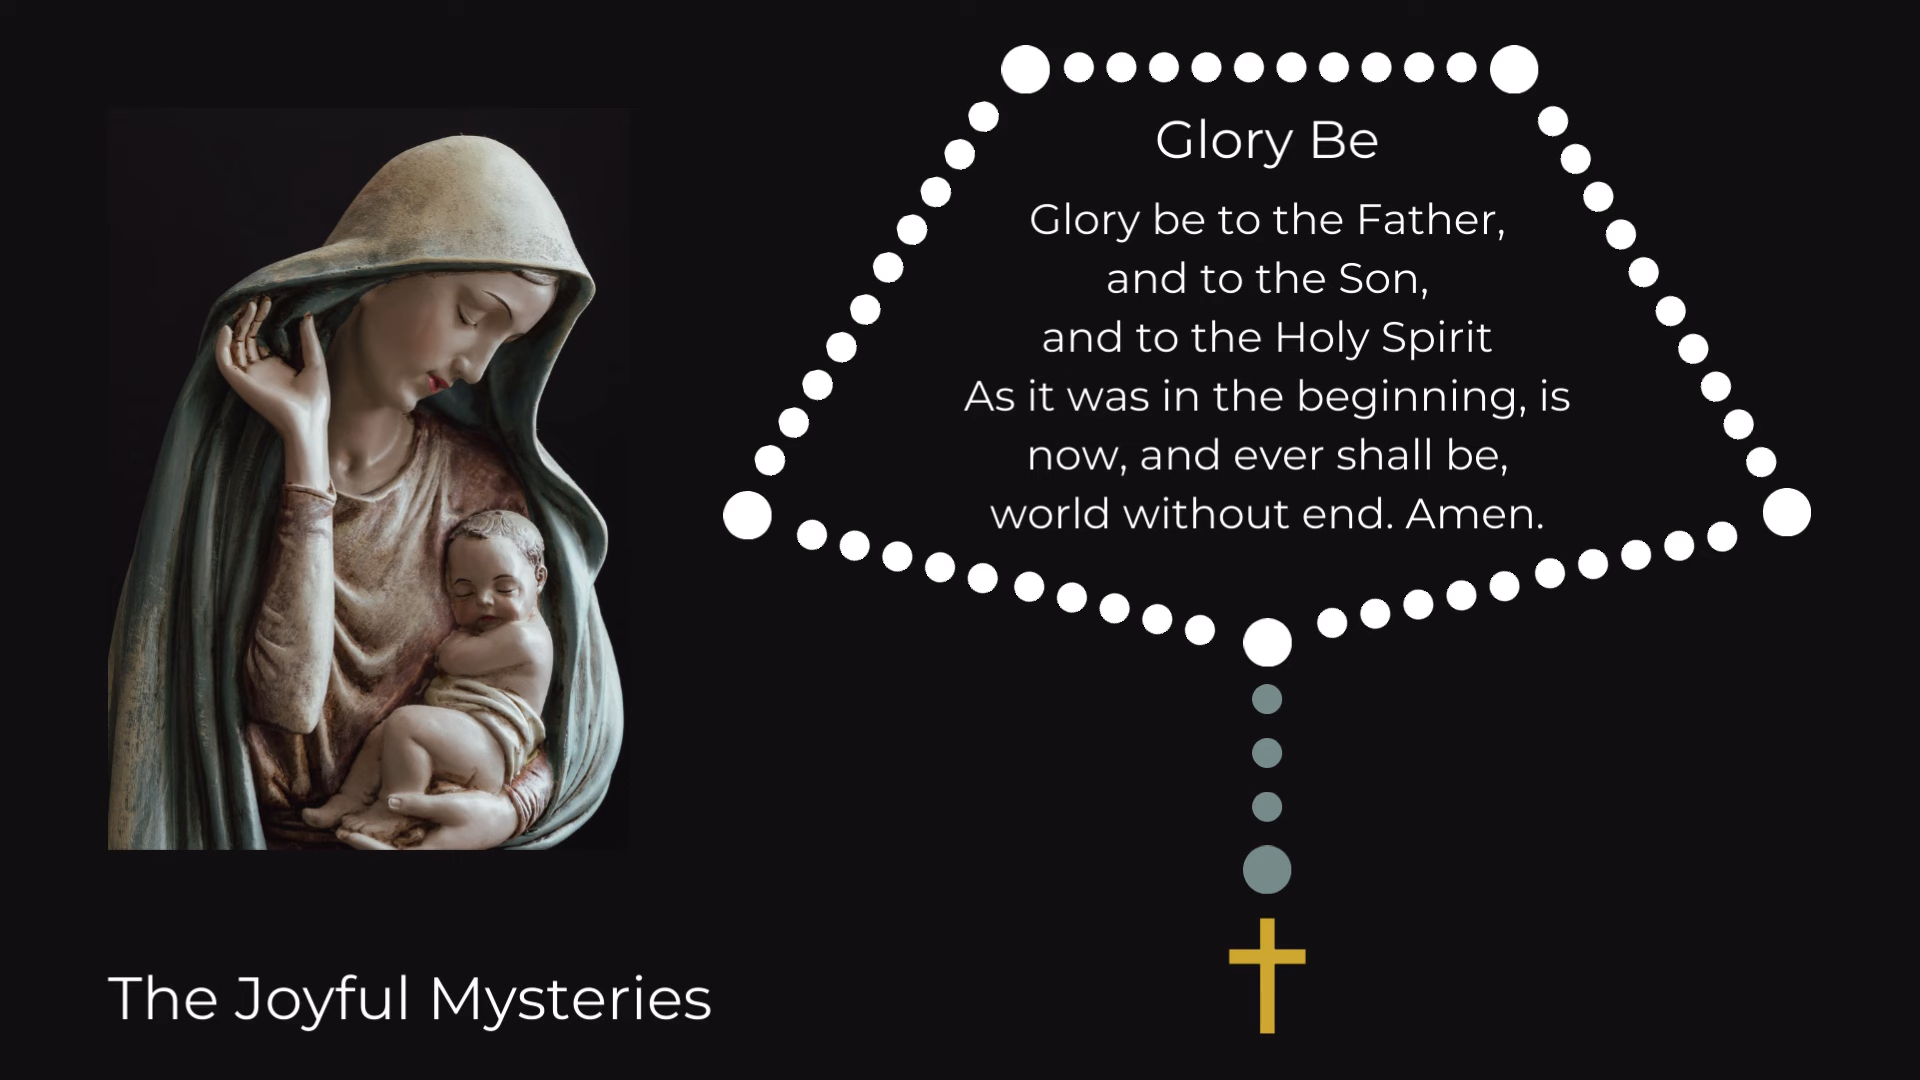 Glory Be
Glory be to the Father,
and to the Son,
and to the Holy Spirit
As it was in the beginning, is
now, and ever shall be,
world without end. Amen.
The Joyful Mysteries